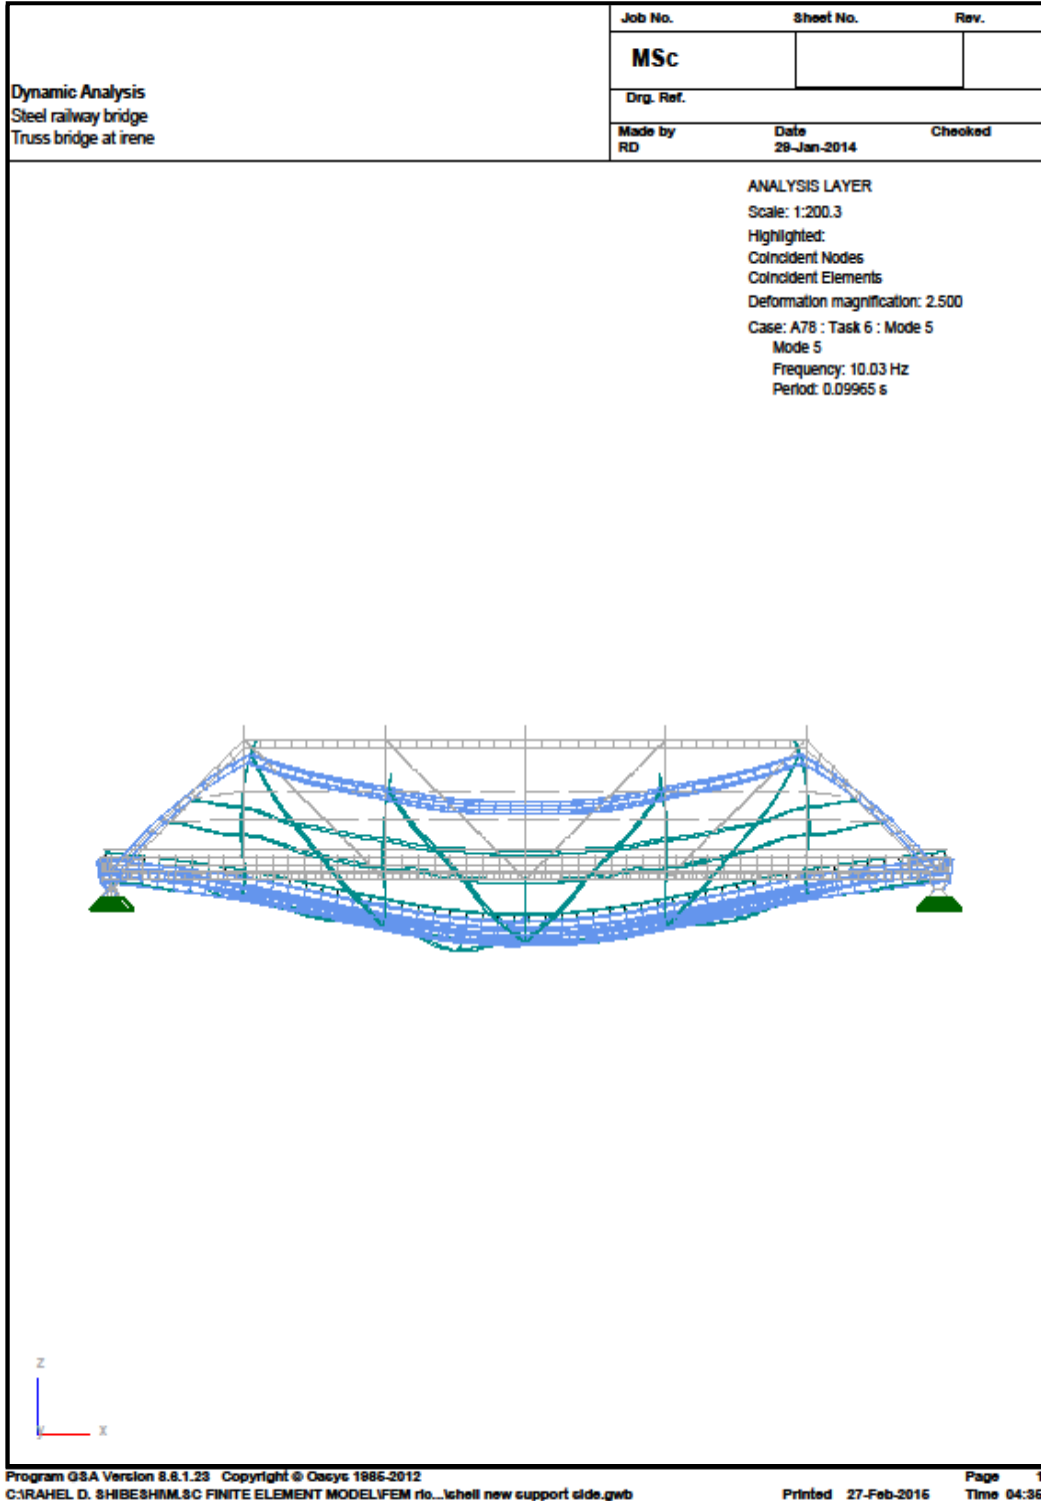 Job No. Sheet No. Rev.
MSc
Dynamic Analysis
Steel railway bridge
Truss bridge at irene
Drg. Ref.
Made by Date Checked
RD 29-Jan-2014
ANALYSIS LAYER
Scale: 1:200.3
Highlighted:
Coincident Nodes
Coincident Elements
Deformation magnification: 2.500
Case: A78 : Task 6 : Mode 5
Mode 5
Frequency: 10.03 Hz
Period: 0.09965 s
z
y x
Program GSA Version 8.6.1.23 Copyright © Oasys 1985-2012 Page 1
C:\RAHEL D. SHIBESHI\M.SC FINITE ELEMENT MODEL\FEM rio...\shell new support side.gwb Printed 27-Feb-2015 Time 04:35